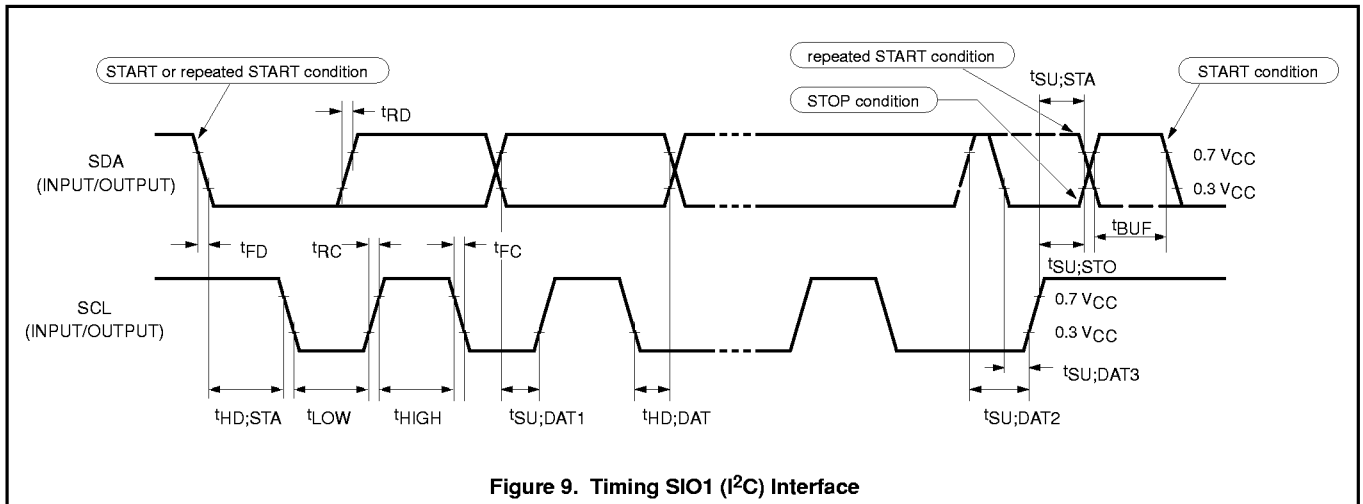 START or repeated START condition
repeated START condition
tSU;STA
START condition
STOP condition
tRD
SDA
(INPUT/OUTPUT)
0.7 VCC
0.3 VCC
tBUF
tFD
tRC
tFC
tSU;STO
SCL
(INPUT/OUTPUT)
0.7 VCC
0.3 VCC
tSU;DAT3
tHD;STA
tLOW
tHIGH
tSU;DAT1
tHD;DAT
tSU;DAT2
Figure 9. Timing SIO1 (I²C) Interface